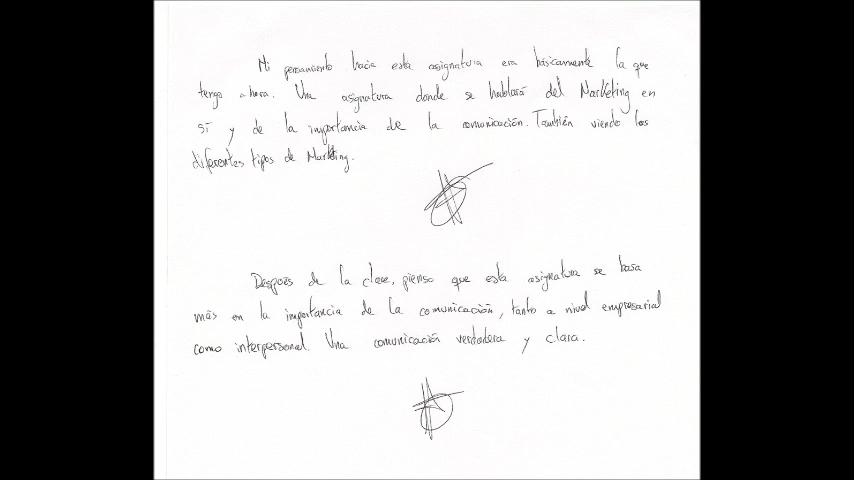 Mi pensamiento hacia esta asignatura era básicamente la que
tengo ahora. Una asignatura donde se hablará del Marketing en
sí y de la importancia de la comunicación. También viendo los
diferentes tipos de Marketing.
Después de la clase, pienso que esta asignatura se basa
más en la importancia de la comunicación, tanto a nivel empresarial
como interpersonal. Una comunicación verdadera y clara.